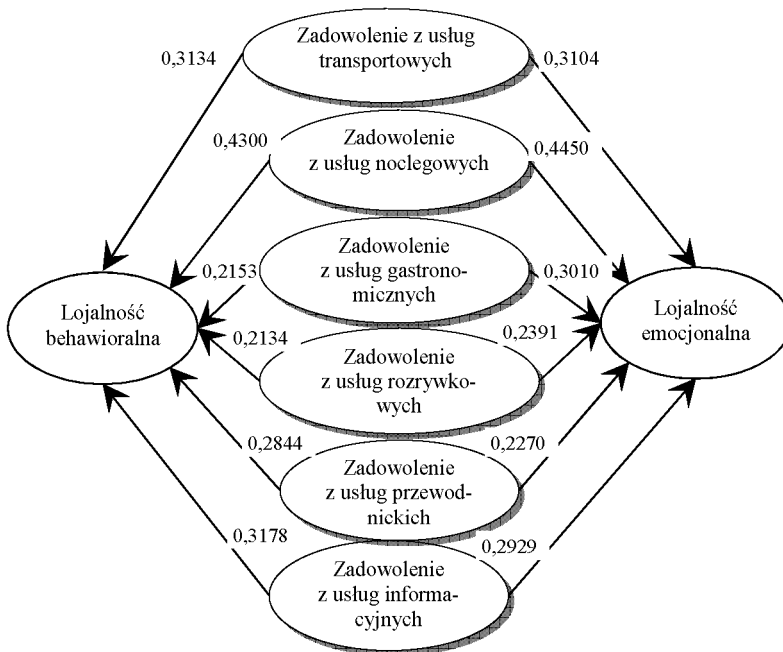 0,3134
Zadowolenie z usług
transportowych
0,3104
0,4300
Zadowolenie
z usług noclegowych
0,4450
0,2153
Zadowolenie
z usług gastrono-
micznych
0,3010
Lojalność
behawioralna
Lojalność
emocjonalna
0,2134
Zadowolenie
z usług rozrywko-
wych
0,2391
0,2844
Zadowolenie
z usług przewod-
nickich
0,2270
0,3178
Zadowolenie
z usług informa-
cyjnych
0,2929